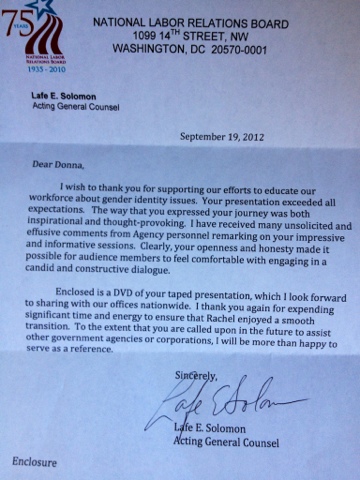 75
YEARS
NATIONAL LABOR
RELATIONS BOARD
1935 - 2010
NATIONAL LABOR RELATIONS BOARD
1099 14TH STREET, NW
WASHINGTON, DC 20570-0001
Lafe E. Solomon
Acting General Counsel
September 19, 2012
Dear Donna,
I wish to thank you for supporting our efforts to educate our
workforce about gender identity issues. Your presentation exceeded all
expectations. The way that you expressed your journey was both
inspirational and thought-provoking. I have received many unsolicited and
effusive comments from Agency personnel remarking on your impressive
and informative sessions. Clearly, your openness and honesty made it
possible for audience members to feel comfortable with engaging in a
candid and constructive dialogue.
Enclosed is a DVD of your taped presentation, which I look forward
to sharing with our offices nationwide. I thank you again for expending
significant time and energy to ensure that Rachel enjoyed a smooth
transition. To the extent that you are called upon in the future to assist
other government agencies or corporations, I will be more than happy to
serve as a reference.
Sincerely,
Lafe E Solomon
Lafe E. Solomon
Acting General Counsel
Enclosure